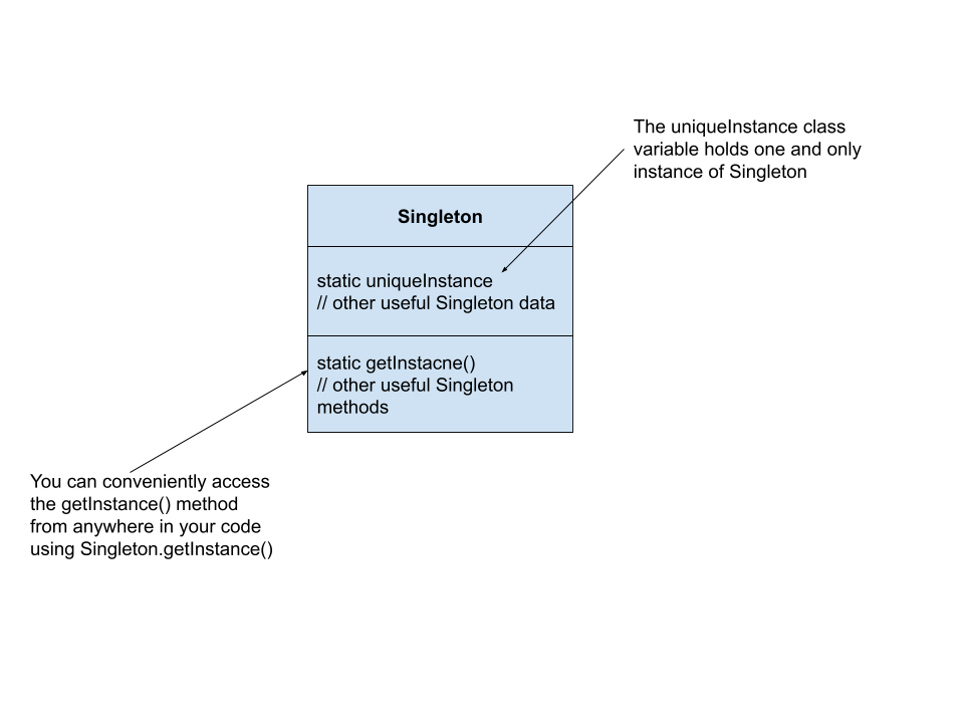 The uniqueInstance class
variable holds one and only
instance of Singleton
Singleton
static uniqueInstance
// other useful Singleton data
static getInstacne()
// other useful Singleton
methods
You can conveniently access
the getInstance() method
from anywhere in your code
using Singleton.getInstance()